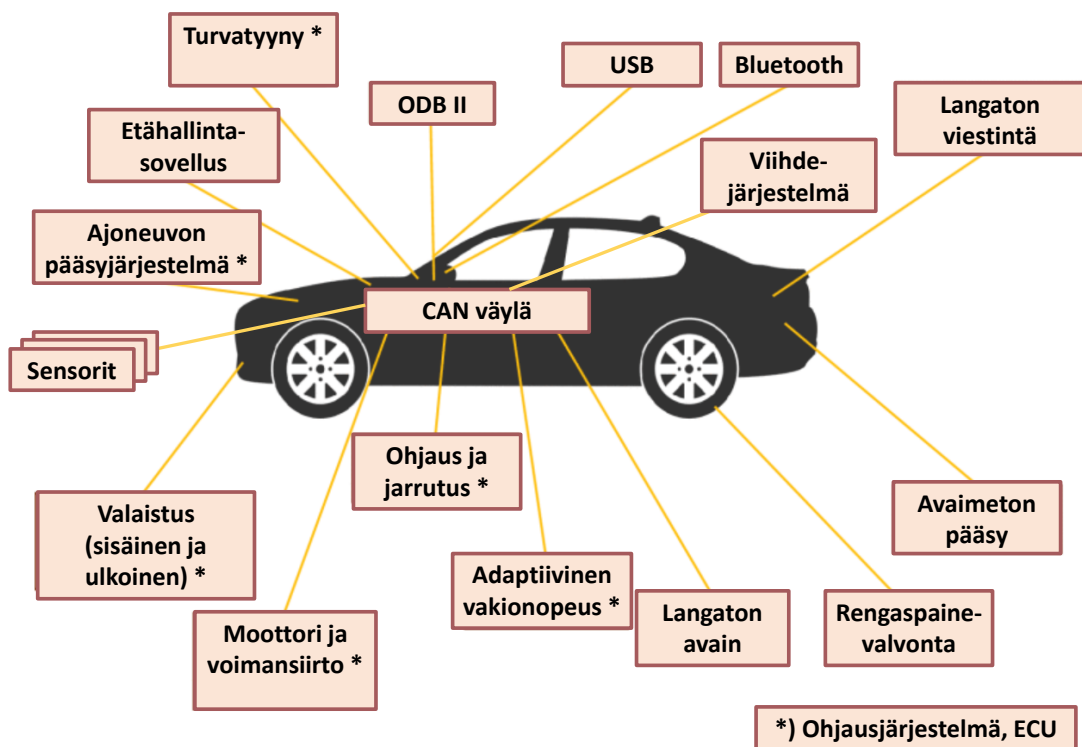 Turvatyyny *
USB
Bluetooth
ODB II
Langaton
viestintä
Etähallinta-
sovellus
Viihde-
järjestelmä
Ajoneuvon
pääsyjärjestelmä *
CAN väylä
Sensorit
Ohjaus ja
jarrutus *
Valaistus
(sisäinen ja
ulkoinen) *
Avaimeton
pääsy
Adaptiivinen
vakionopeus *
Langaton
avain
Rengaspaine-
valvonta
Moottori ja
voimansiirto *
*) Ohjausjärjestelmä, ECU